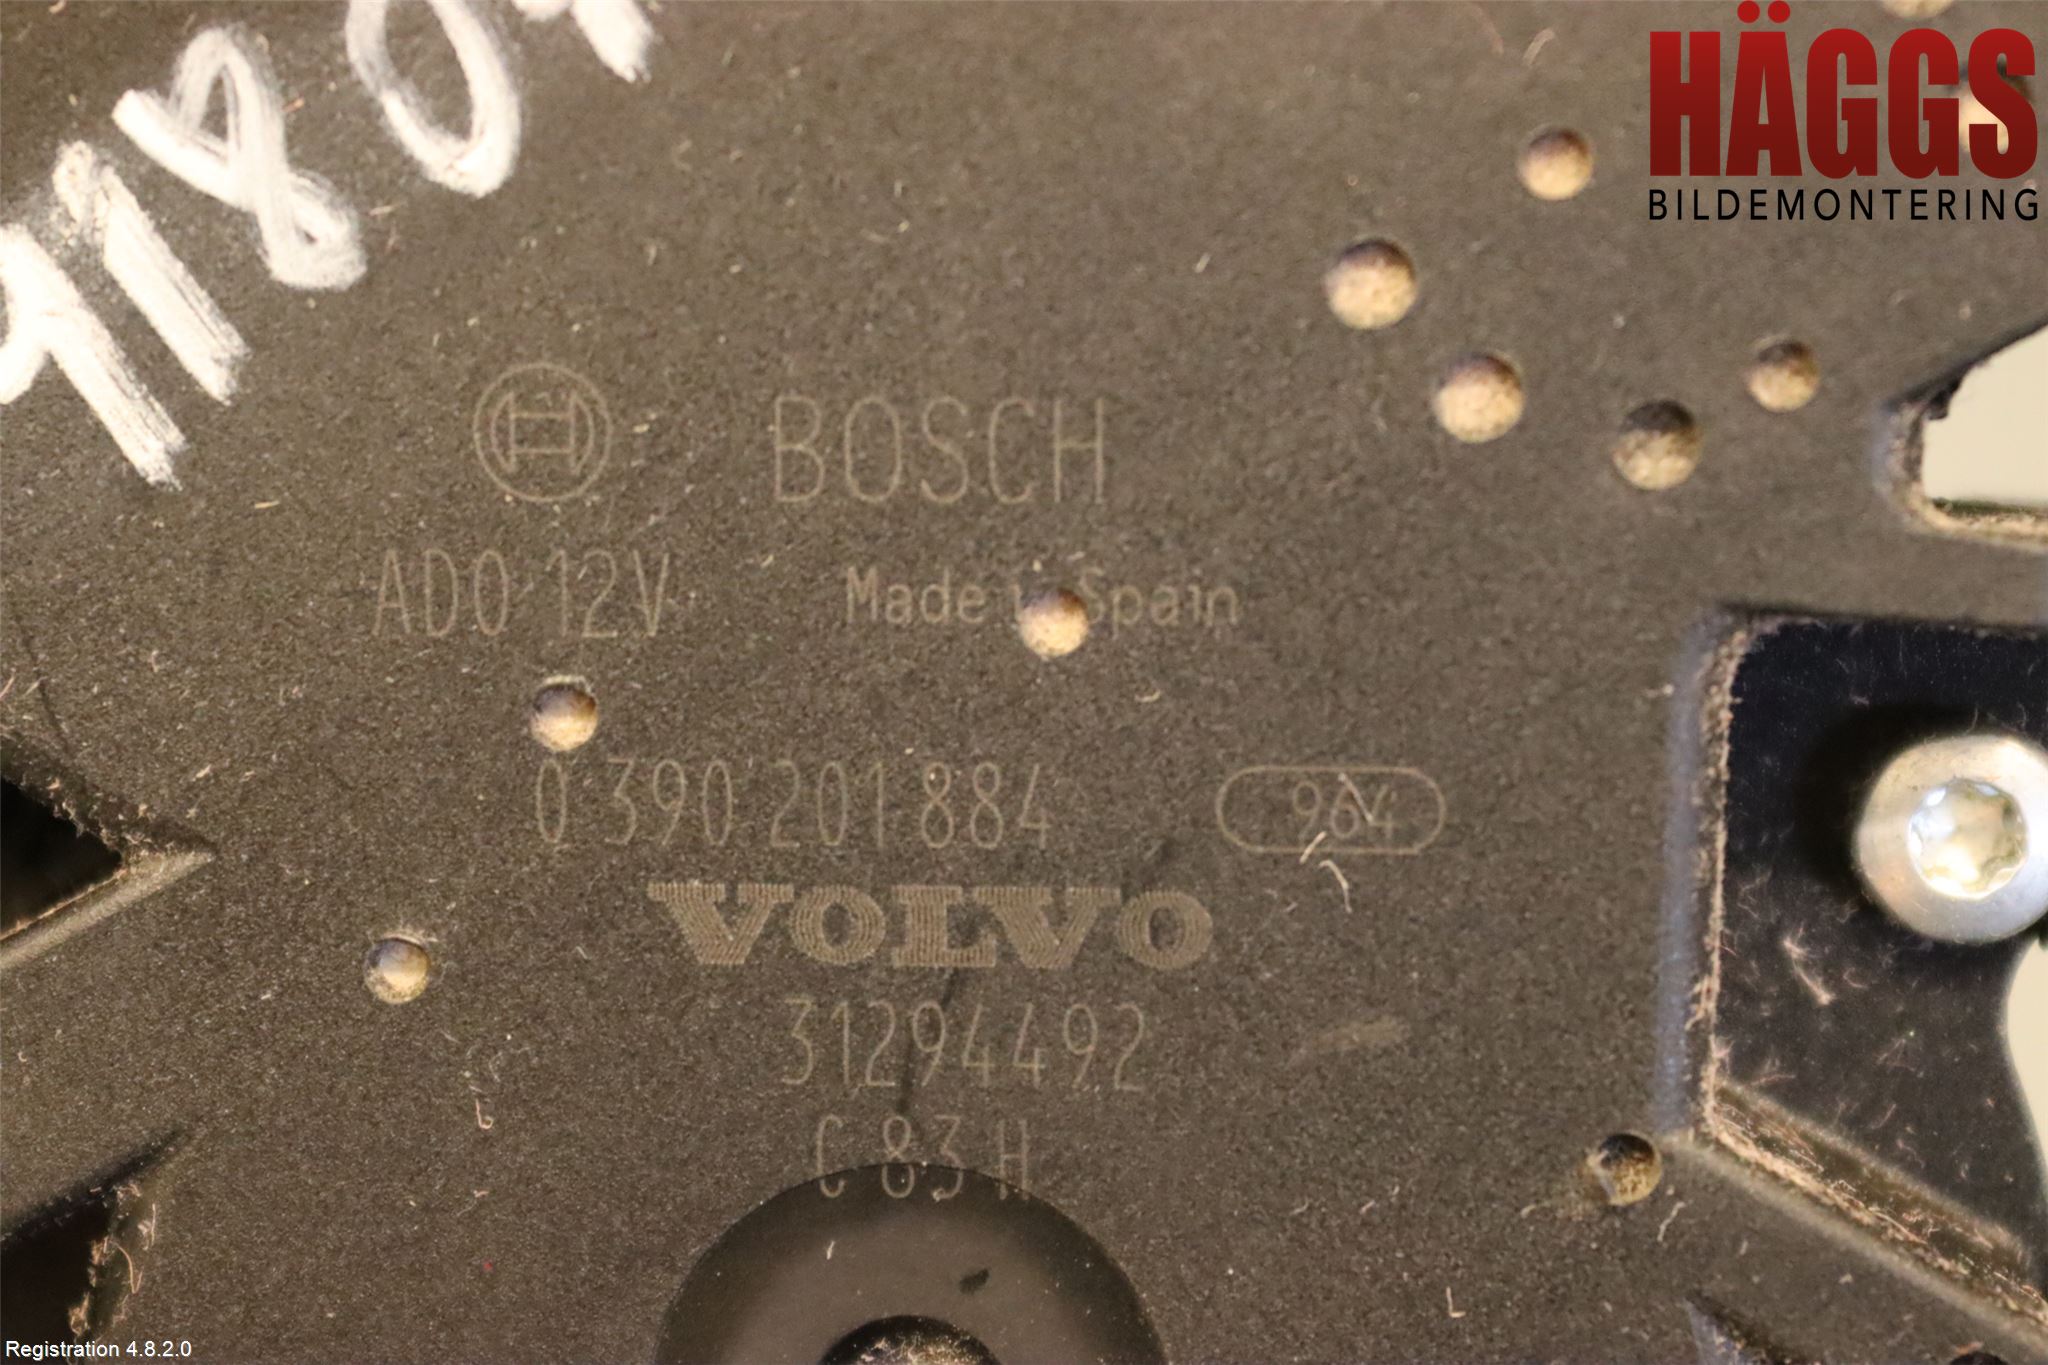 HÄGGS
BILDEMONTERING
BOSCH
ADO 12V Made Spain
0 390 201 884 964
VOLVO
31294492
C 83 H
Registration 4.8.2.0